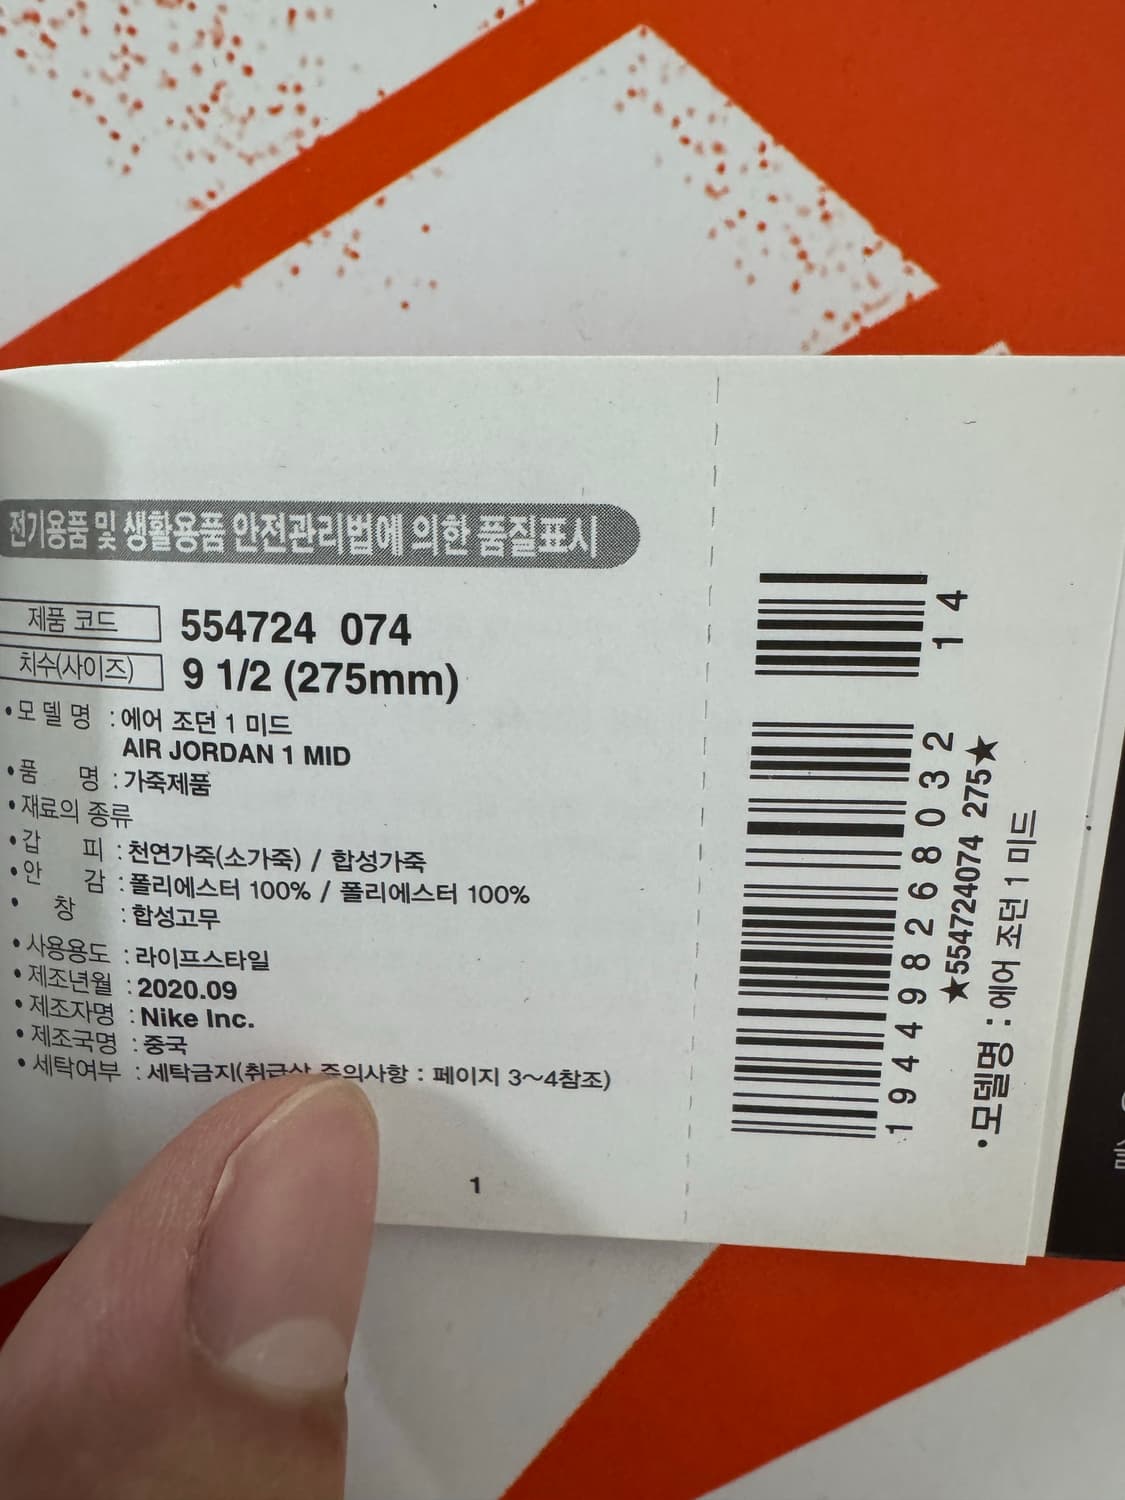 전기용품 및 생활용품 안전관리법에 의한 품질표시
제품 코드 554724 074
치수(사이즈) 9 1/2 (275mm)
•모델명 : 에어 조던 1 미드
AIR JORDAN 1 MID
•품 명 : 가죽제품
•재료의 종류
•갑 피 : 천연가죽(소가죽) / 합성가죽
•안 감 : 폴리에스터 100% / 폴리에스터 100%
• 창 : 합성고무
•사용용도 : 라이프스타일
•제조년월 : 2020.09
•제조자명 : Nike Inc.
•제조국명 : 중국
•세탁여부 : 세탁금지(취급상 주의사항 : 페이지 3~4참조)
1
14
194498268032
★554724074 275★
•모델명 : 에어 조던 1 미드